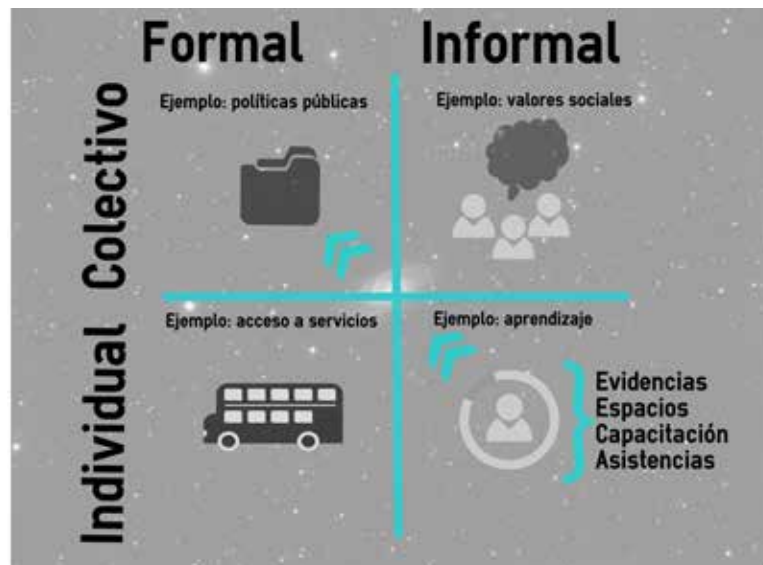 Formal
Informal
Colectivo
Ejemplo: políticas públicas
Ejemplo: valores sociales
Individual
Ejemplo: acceso a servicios
Ejemplo: aprendizaje
Evidencias
Espacios
Capacitación
Asistencias